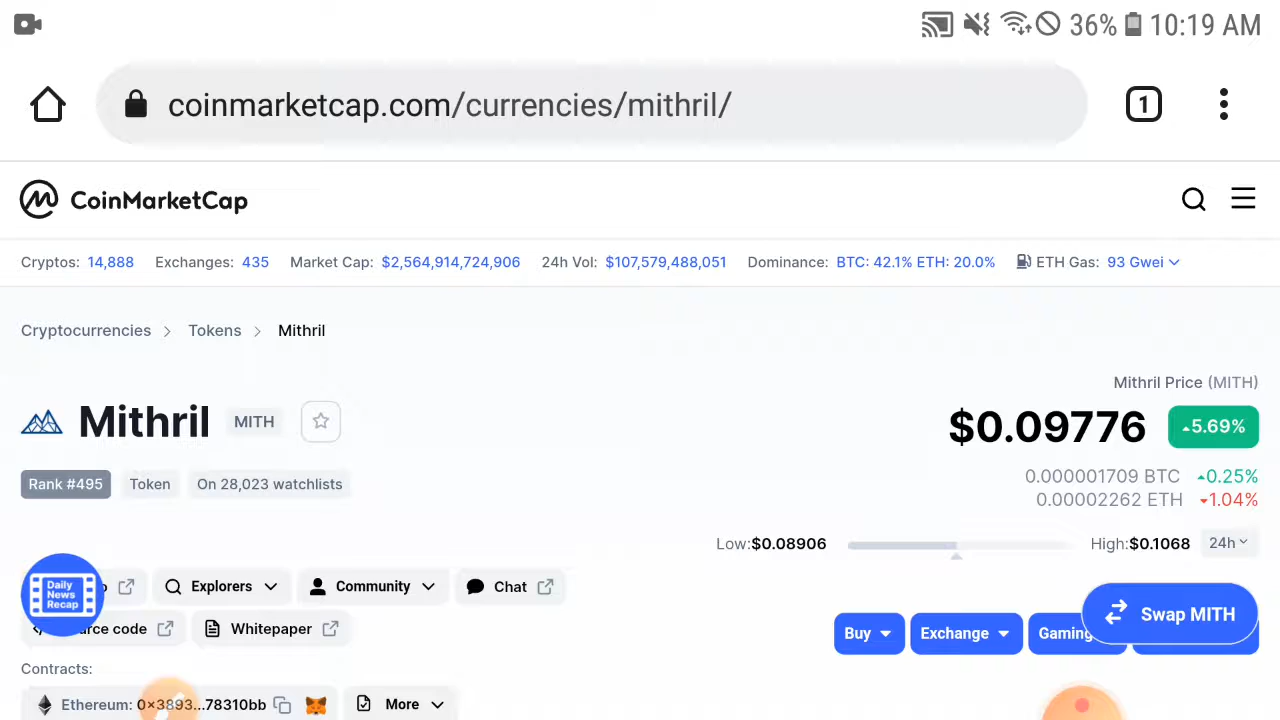 36% 10:19 AM
coinmarketcap.com/currencies/mithril/
1
CoinMarketCap
Cryptos: 14,888 Exchanges: 435 Market Cap: $2,564,914,724,906 24h Vol: $107,579,488,051 Dominance: BTC: 42.1% ETH: 20.0% ETH Gas: 93 Gwei
Cryptocurrencies > Tokens > Mithril
Mithril Price (MITH)
Mithril MITH
$0.09776 5.69%
Rank #495 Token On 28,023 watchlists
0.000001709 BTC 0.25%
0.00002262 ETH 1.04%
Low:$0.08906 High:$0.1068 24h
Daily
News
Recap
Explorers Community Chat
Swap MITH
code Whitepaper
Buy Exchange Gaming
Contracts:
Ethereum: 0x3893...78310bb More